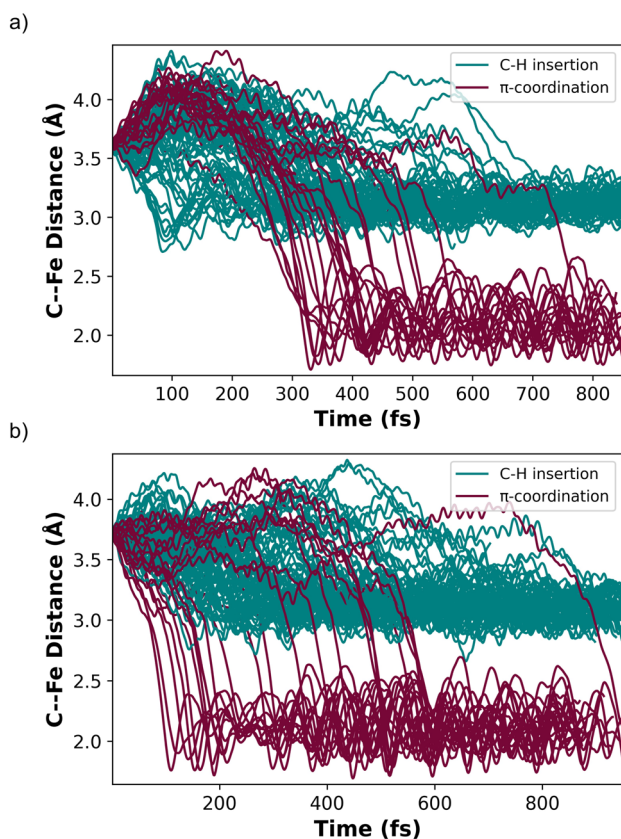 a)
C-H insertion
π-coordination
4.0
3.5
3.0
2.5
2.0
C--Fe Distance (Å)
100 200 300 400 500 600 700 800
Time (fs)
b)
C-H insertion
π-coordination
4.0
3.5
3.0
2.5
2.0
C--Fe Distance (Å)
200 400 600 800
Time (fs)